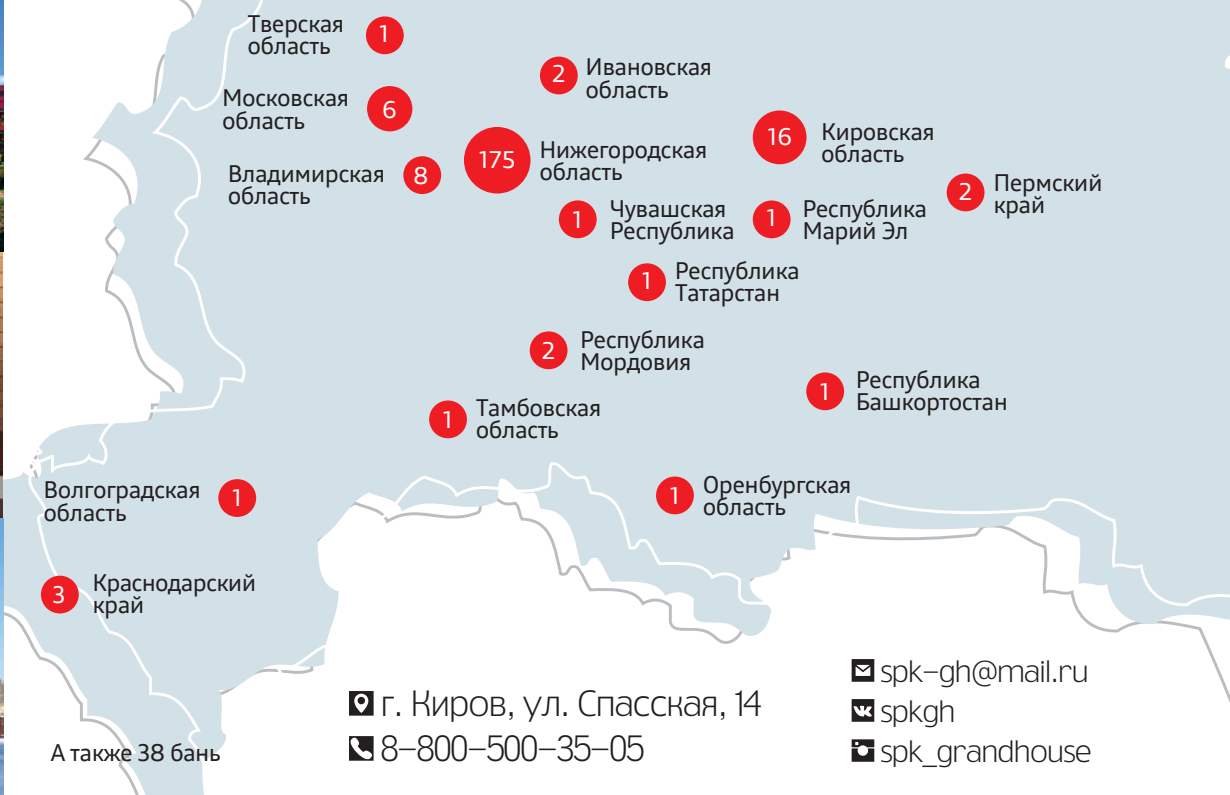 Тверская
область
1
2
Ивановская
область
Московская
область
6
16
Кировская
область
175
Нижегородская
область
Владимирская
область
8
2
Пермский
край
1
Чувашская
Республика
1
Республика
Марий Эл
1
Республика
Татарстан
2
Республика
Мордовия
1
Республика
Башкортостан
1
Тамбовская
область
Волгоградская
область
1
1
Оренбургская
область
3
Краснодарский
край
А также 38 бань
г. Киров, ул. Спасская, 14
8-800-500-35-05
spk-gh@mail.ru
spkgh
spk_grandhouse